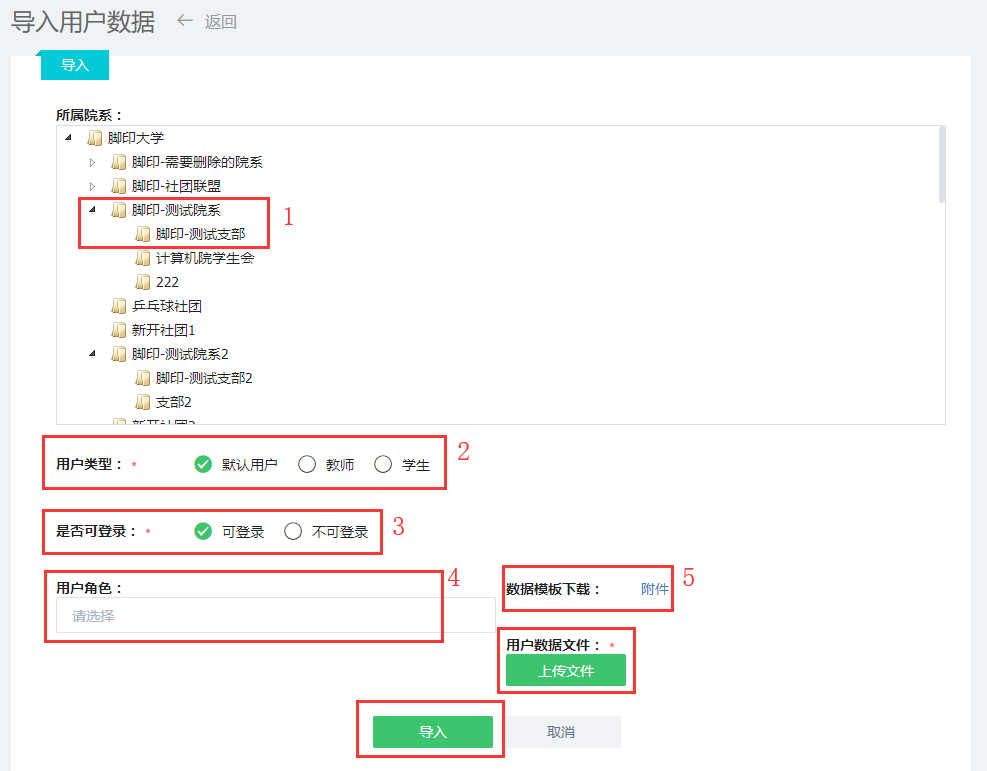 导入用户数据 ← 返回
导入
所属院系：
脚印大学
脚印-需要删除的院系
脚印-社团联盟
脚印-测试院系 1
脚印-测试支部
计算机院学生会
222
乒乓球社团
新开社团1
脚印-测试院系2
脚印-测试支部2
支部2
新开社团2
用户类型： * 默认用户 教师 学生 2
是否可登录： * 可登录 不可登录 3
用户角色： 4
请选择
数据模板下载： 附件 5
用户数据文件： *
上传文件
导入 取消